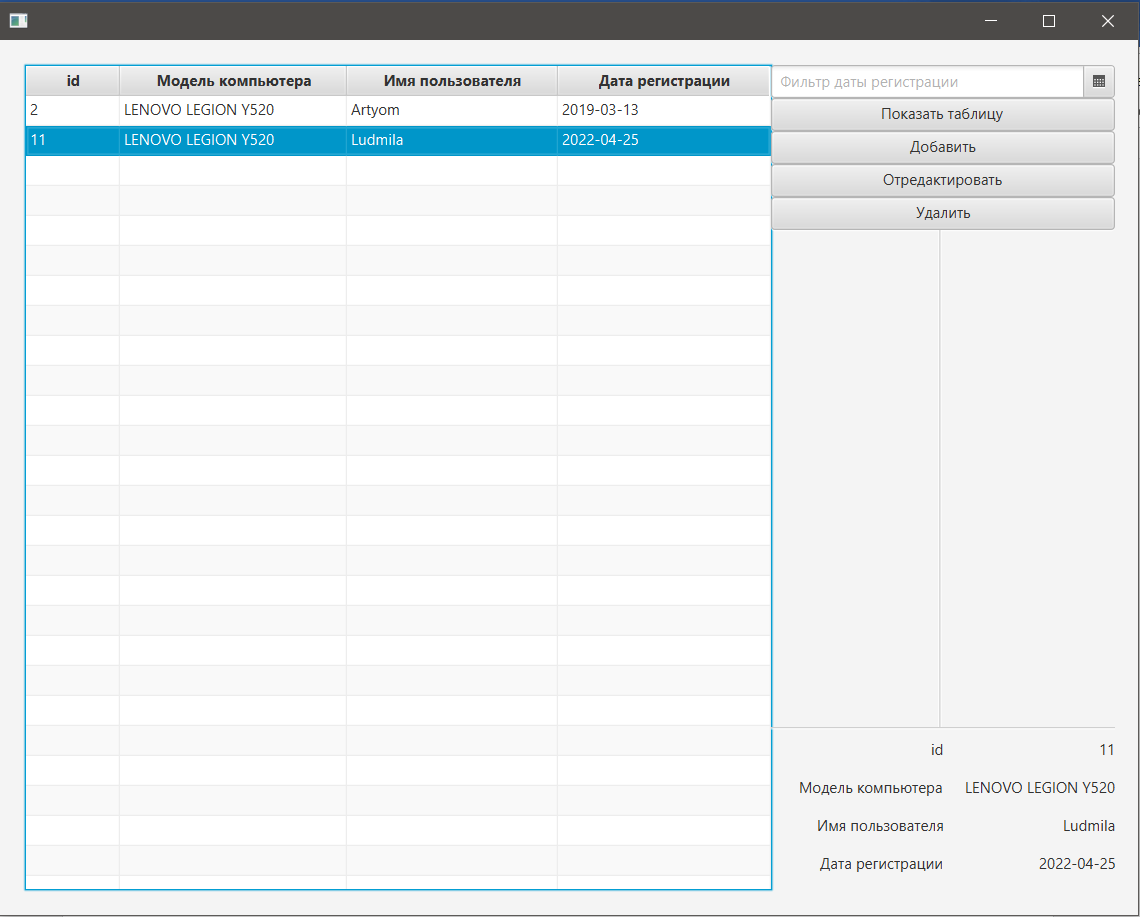 id Модель компьютера Имя пользователя Дата регистрации
2 LENOVO LEGION Y520 Artyom 2019-03-13
11 LENOVO LEGION Y520 Ludmila 2022-04-25
Фильтр даты регистрации
Показать таблицу
Добавить
Отредактировать
Удалить
id 11
Модель компьютера LENOVO LEGION Y520
Имя пользователя Ludmila
Дата регистрации 2022-04-25